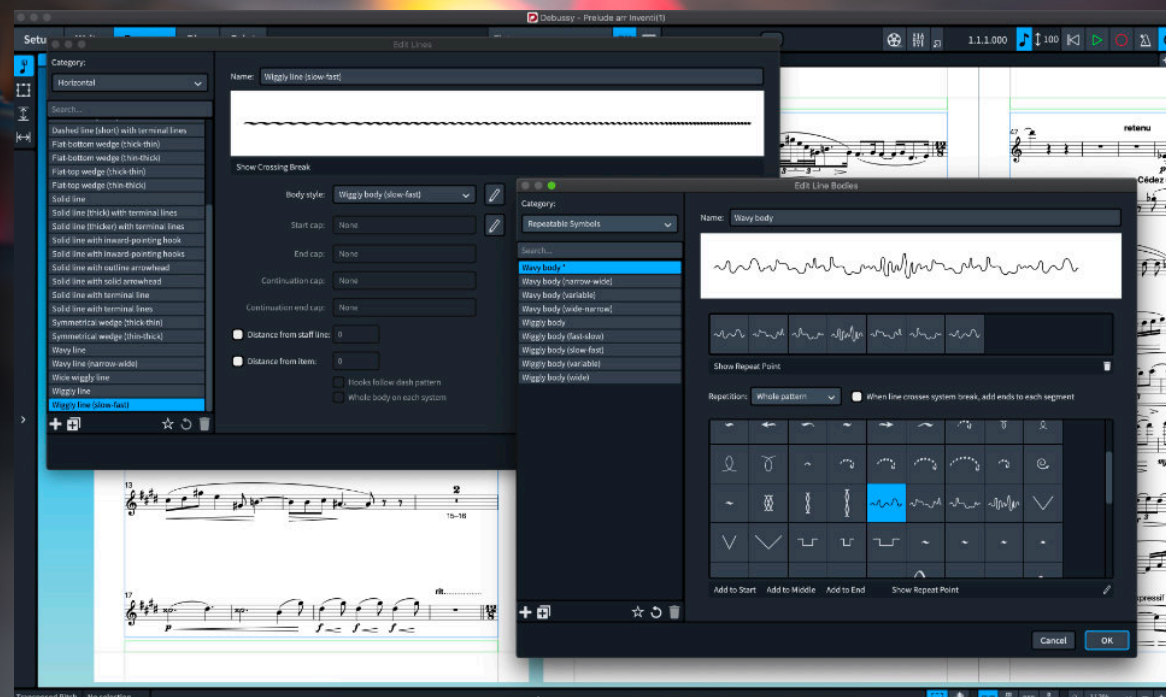 Debussy - Prelude arr Inventi(1)
Setu
1.1.1.000
100
Edit Lines
Category:
Horizontal
Search...
Dashed line (short) with terminal lines
Flat-bottom wedge (thick-thin)
Flat-bottom wedge (thin-thick)
Flat-top wedge (thick-thin)
Flat-top wedge (thin-thick)
Solid line
Solid line (thick) with terminal lines
Solid line (thicker) with terminal lines
Solid line with inward-pointing hook
Solid line with inward-pointing hooks
Solid line with outline arrowhead
Solid line with solid arrowhead
Solid line with terminal line
Solid line with terminal lines
Symmetrical wedge (thick-thin)
Symmetrical wedge (thin-thick)
Wavy line
Wavy line (narrow-wide)
Wide wiggly line
Wiggly line
Wiggly line (slow-fast)
Name: Wiggly line (slow-fast)
Show Crossing Break
Body style: Wiggly body (slow-fast)
Start cap: None
End cap: None
Continuation cap: None
Continuation end cap: None
Distance from staff line: 0
Distance from item: 0
Hooks follow dash pattern
Whole body on each system
Edit Line Bodies
Category:
Repeatable Symbols
Search...
Wavy body *
Wavy body (narrow-wide)
Wavy body (variable)
Wavy body (wide-narrow)
Wiggly body
Wiggly body (fast-slow)
Wiggly body (slow-fast)
Wiggly body (variable)
Wiggly body (wide)
Name: Wavy body
Show Repeat Point
Repetition: Whole pattern
When line crosses system break, add ends to each segment
Add to Start Add to Middle Add to End Show Repeat Point
Cancel OK
42
retenu
Cédez
13
2
15–16
17
rit.
p
f
f
f